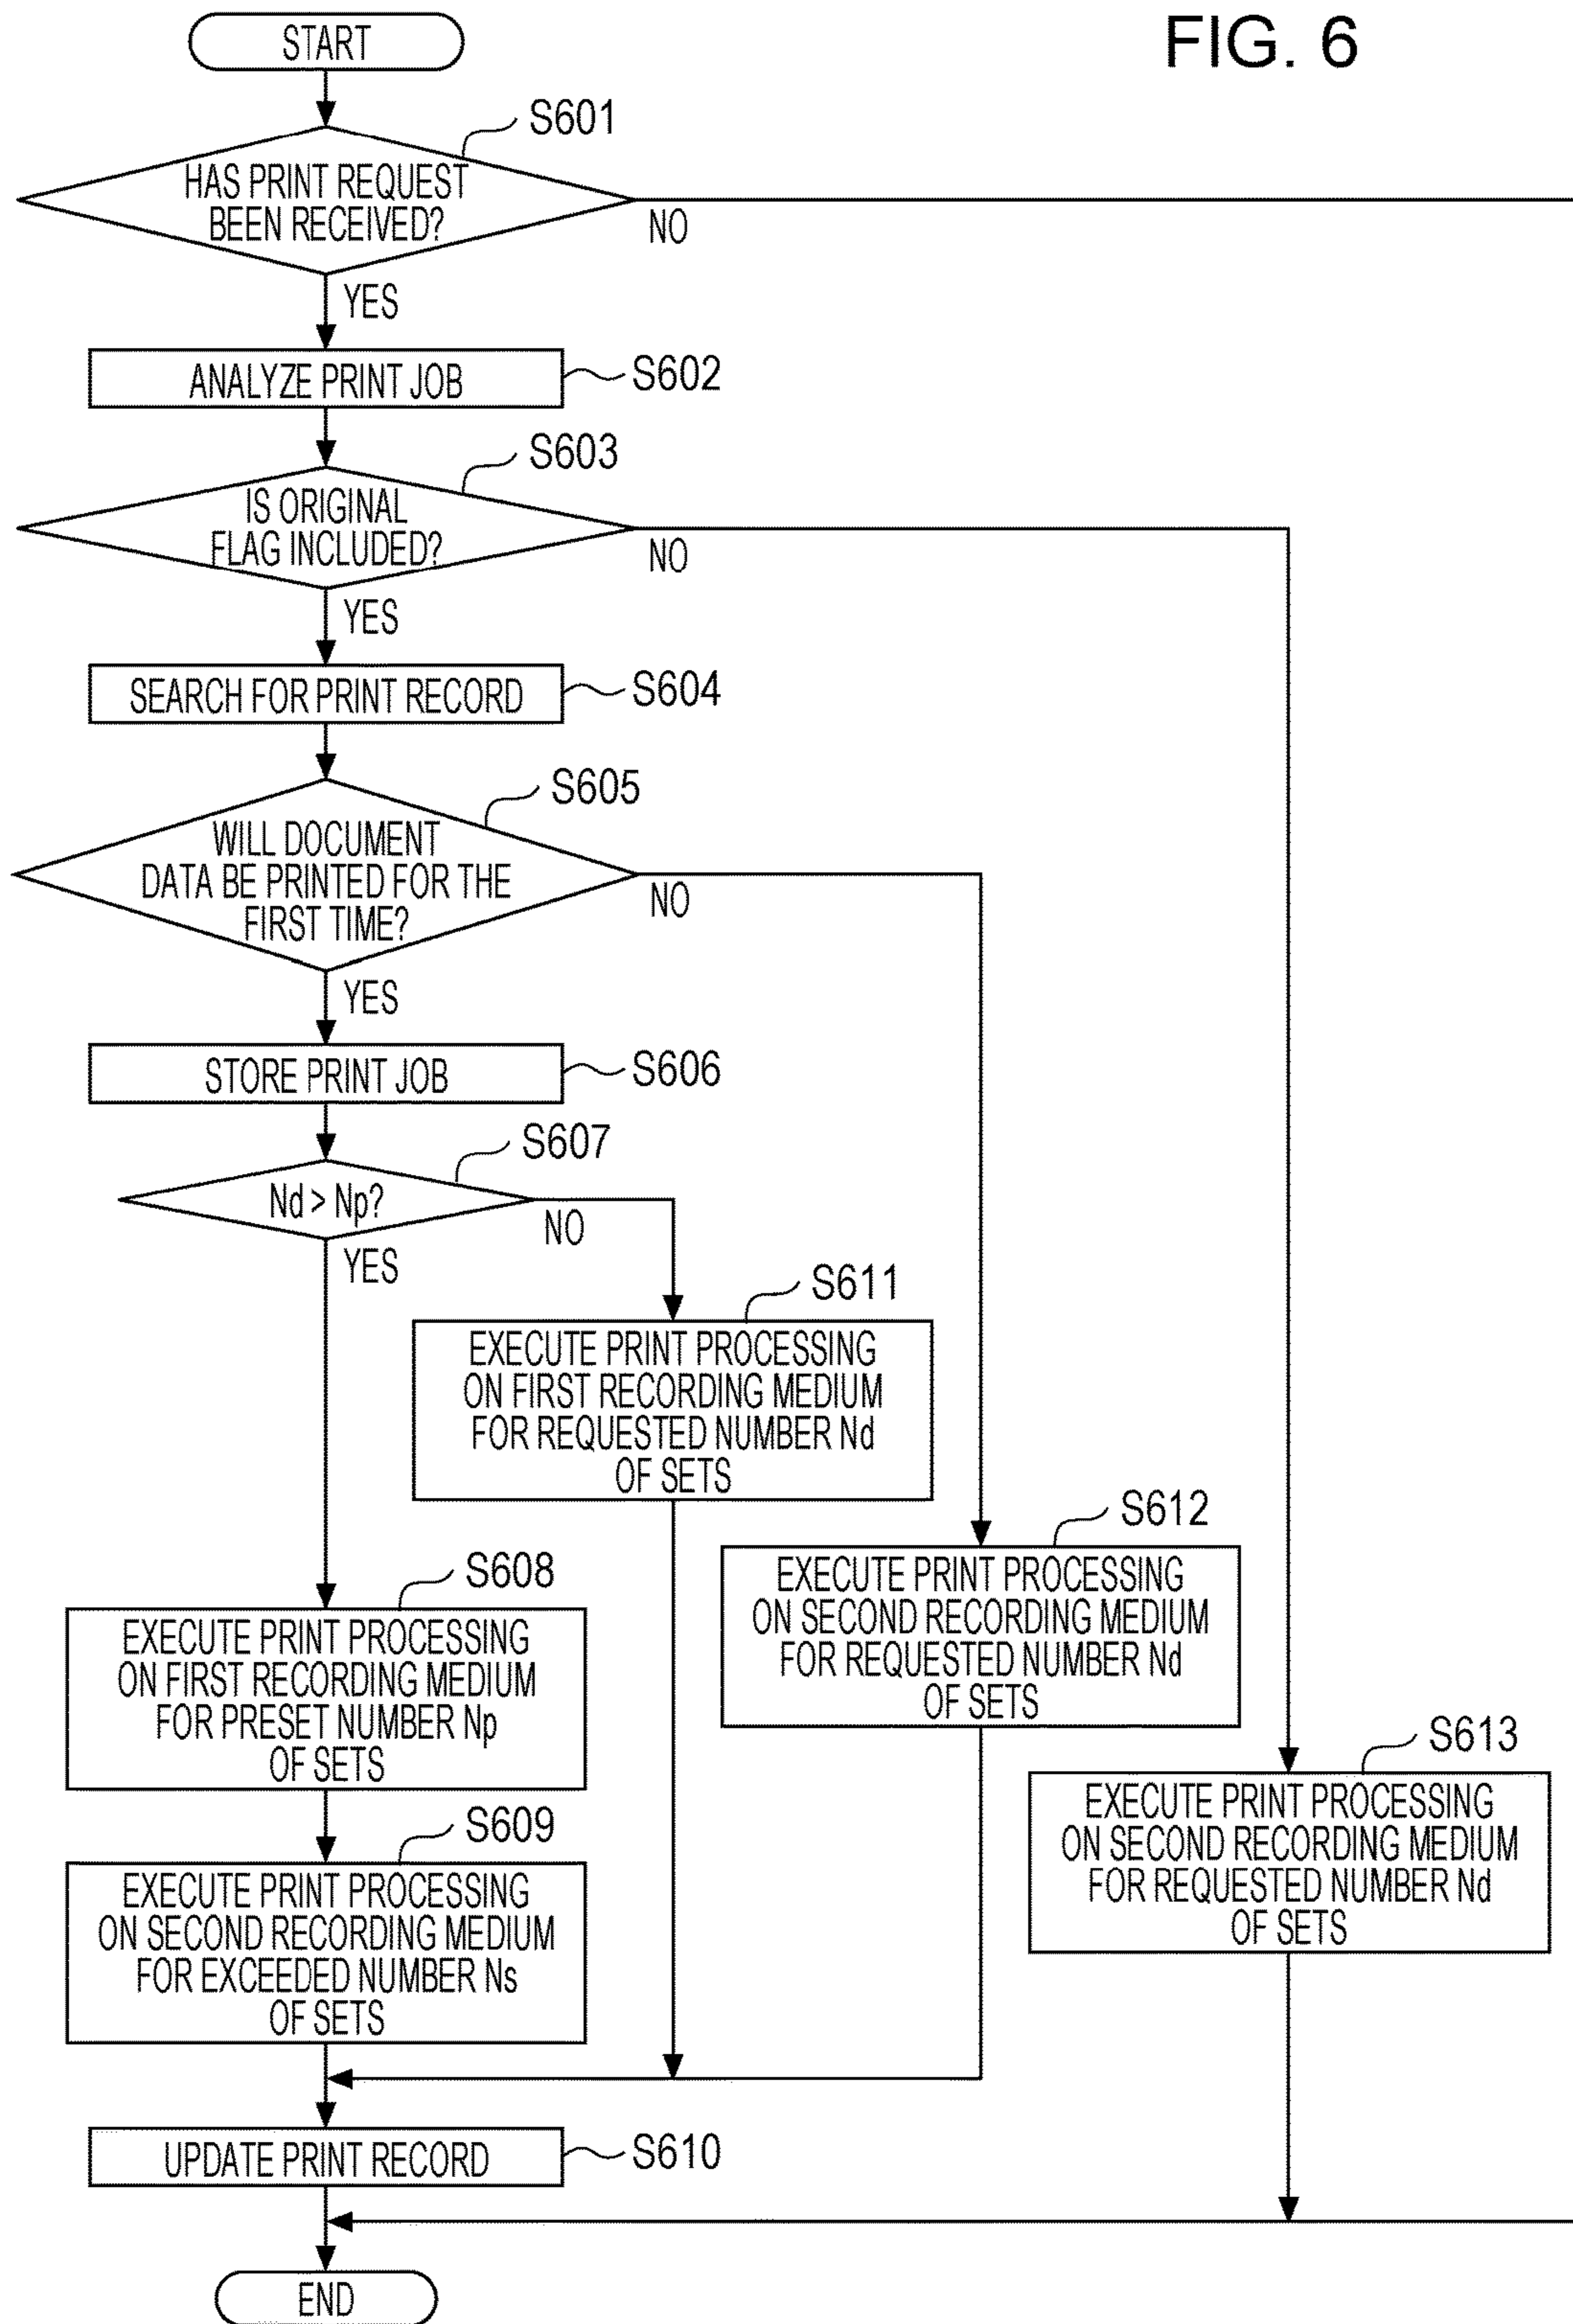 FIG. 6
START
S601
HAS PRINT REQUEST
BEEN RECEIVED?
NO
YES
ANALYZE PRINT JOB
S602
S603
IS ORIGINAL
FLAG INCLUDED?
NO
YES
SEARCH FOR PRINT RECORD
S604
S605
WILL DOCUMENT
DATA BE PRINTED FOR THE
FIRST TIME?
NO
YES
STORE PRINT JOB
S606
S607
Nd > Np?
NO
YES
S611
EXECUTE PRINT PROCESSING
ON FIRST RECORDING MEDIUM
FOR REQUESTED NUMBER Nd
OF SETS
S612
EXECUTE PRINT PROCESSING
ON SECOND RECORDING MEDIUM
FOR REQUESTED NUMBER Nd
OF SETS
S608
EXECUTE PRINT PROCESSING
ON FIRST RECORDING MEDIUM
FOR PRESET NUMBER Np
OF SETS
S613
EXECUTE PRINT PROCESSING
ON SECOND RECORDING MEDIUM
FOR REQUESTED NUMBER Nd
OF SETS
S609
EXECUTE PRINT PROCESSING
ON SECOND RECORDING MEDIUM
FOR EXCEEDED NUMBER Ns
OF SETS
UPDATE PRINT RECORD
S610
END